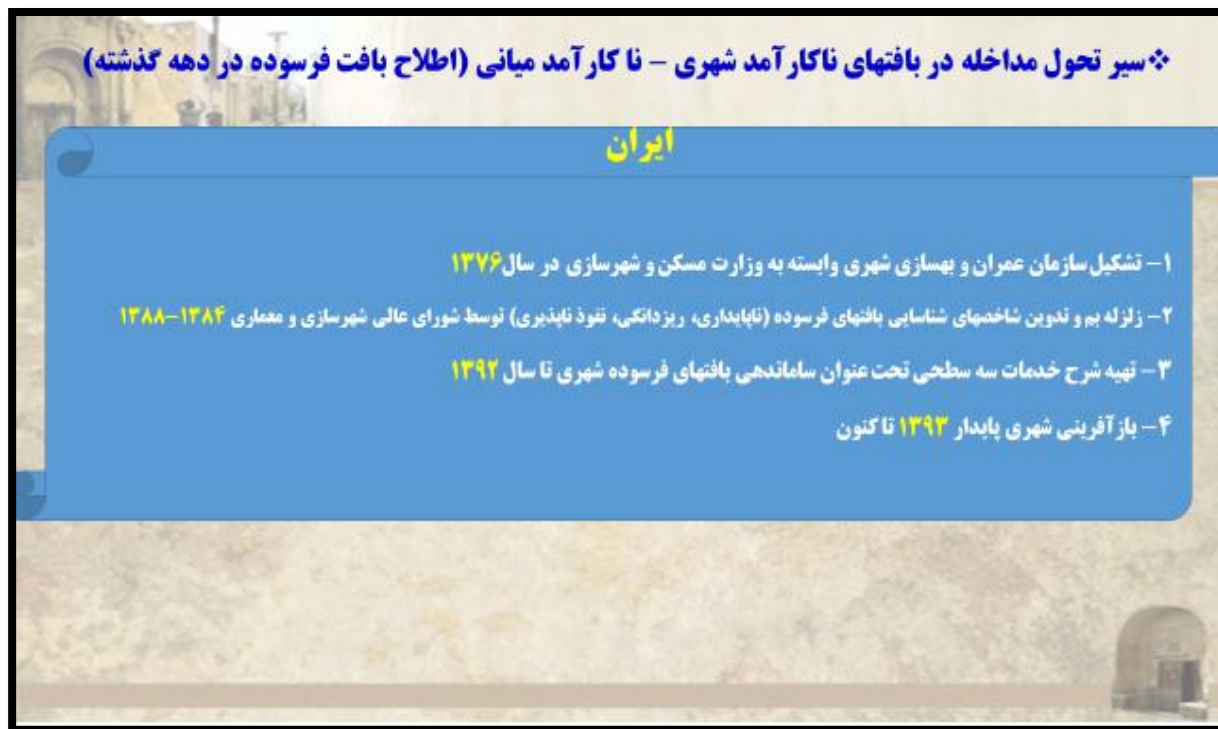 ❖سیر تحول مداخله در بافتهای ناکارآمد شهری – نا کارآمد میانی (اطلاح بافت فرسوده در دهه گذشته)
ایران
۱– تشکیل سازمان عمران و بهسازی شهری وابسته به وزارت مسکن و شهرسازی در سال۱۳۷۶
۲– زلزله بم و تدوین شاخصهای شناسایی بافتهای فرسوده (ناپایداری، ریزدانگی، نفوذ ناپذیری) توسط شورای عالی شهرسازی و معماری ۱۳۸۴–۱۳۸۸
۳– تهیه شرح خدمات سه سطحی تحت عنوان ساماندهی بافتهای فرسوده شهری تا سال ۱۳۹۲
۴– بازآفرینی شهری پایدار ۱۳۹۳ تا کنون